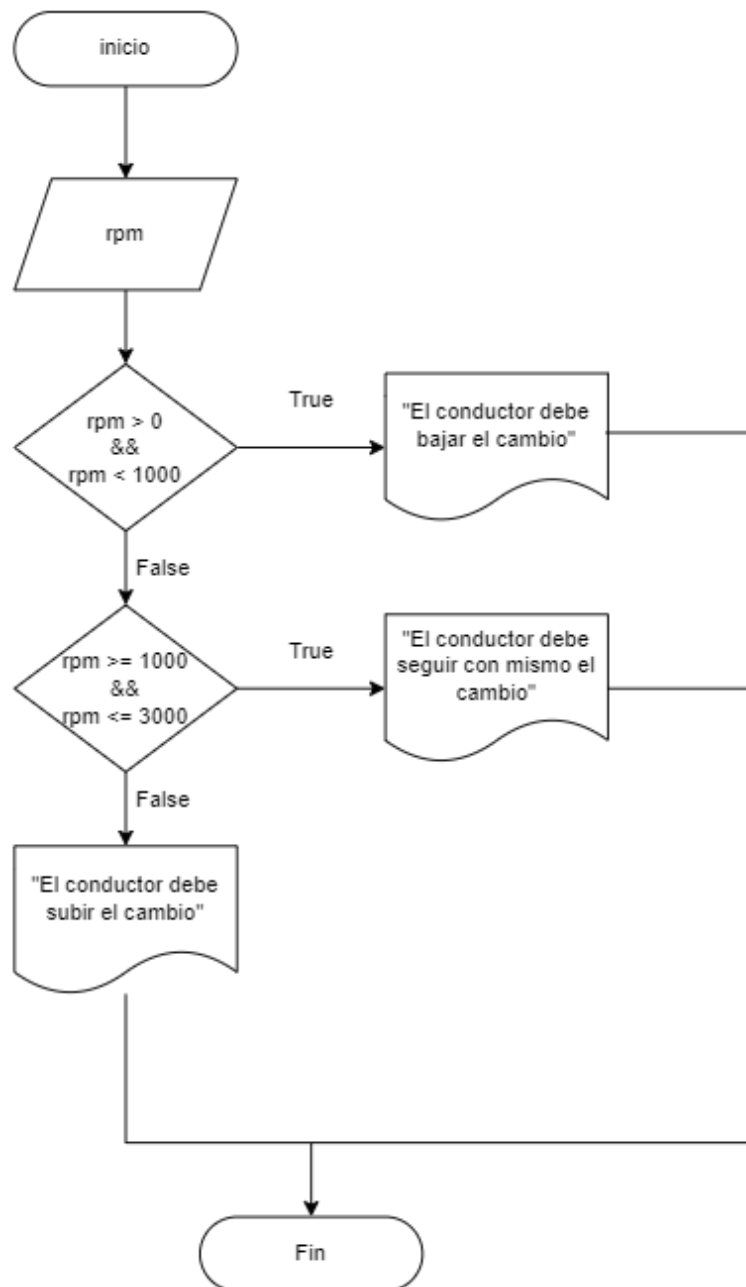 inicio
rpm
rpm > 0
&&
rpm < 1000
True
"El conductor debe
bajar el cambio"
False
rpm >= 1000
&&
rpm <= 3000
True
"El conductor debe
seguir con mismo el
cambio"
False
"El conductor debe
subir el cambio"
Fin